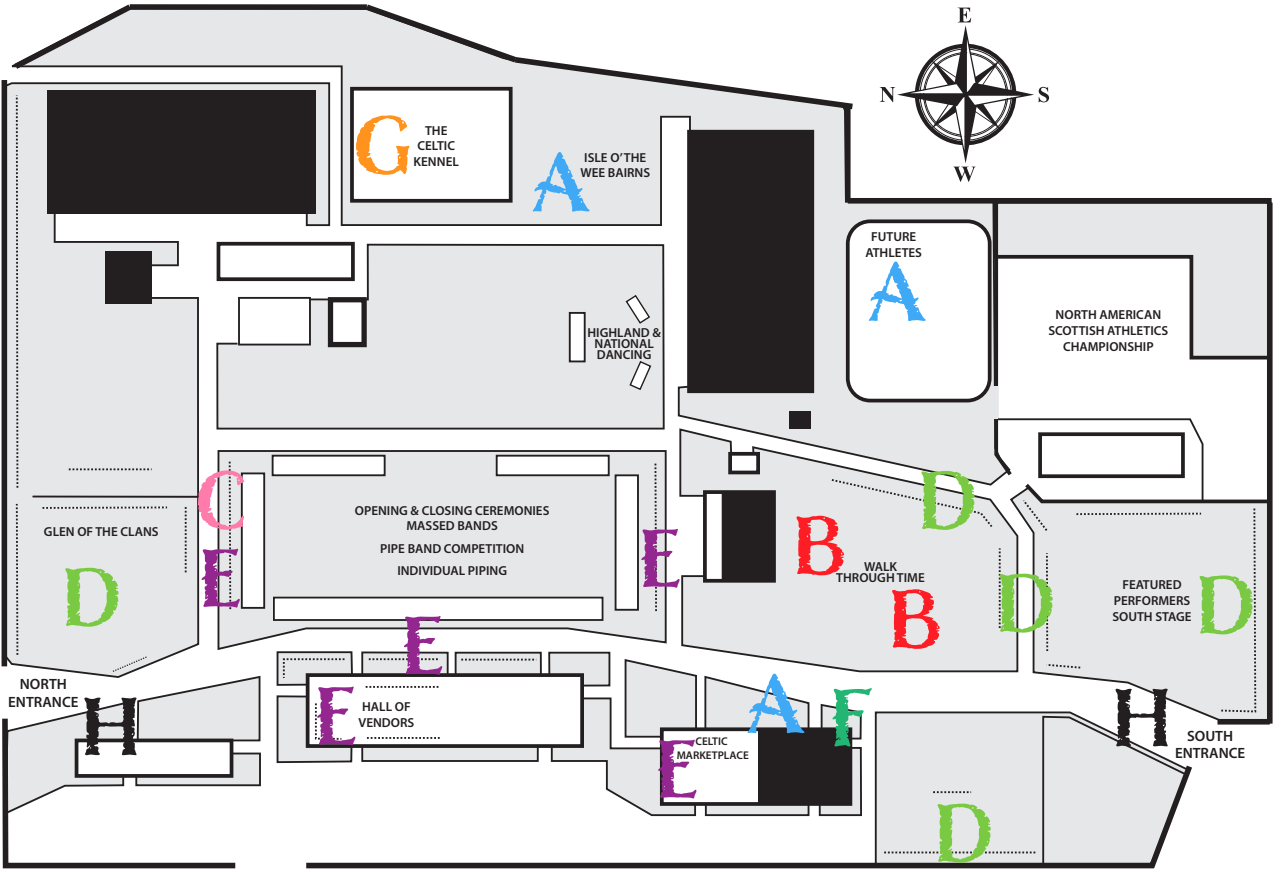 E
N
S
W
G
THE
CELTIC
KENNEL
A
ISLE O'THE
WEE BAIRNS
FUTURE
ATHLETES
A
NORTH AMERICAN
SCOTTISH ATHLETICS
CHAMPIONSHIP
HIGHLAND &
NATIONAL
DANCING
C
GLEN OF THE CLANS
D
E
OPENING & CLOSING CEREMONIES
MASSED BANDS
PIPE BAND COMPETITION
INDIVIDUAL PIPING
E
D
B
WALK
THROUGH TIME
B
D
FEATURED
PERFORMERS
SOUTH STAGE
D
E
NORTH
ENTRANCE
H
E
HALL OF
VENDORS
A
F
CELTIC
MARKETPLACE
E
H
SOUTH
ENTRANCE
D